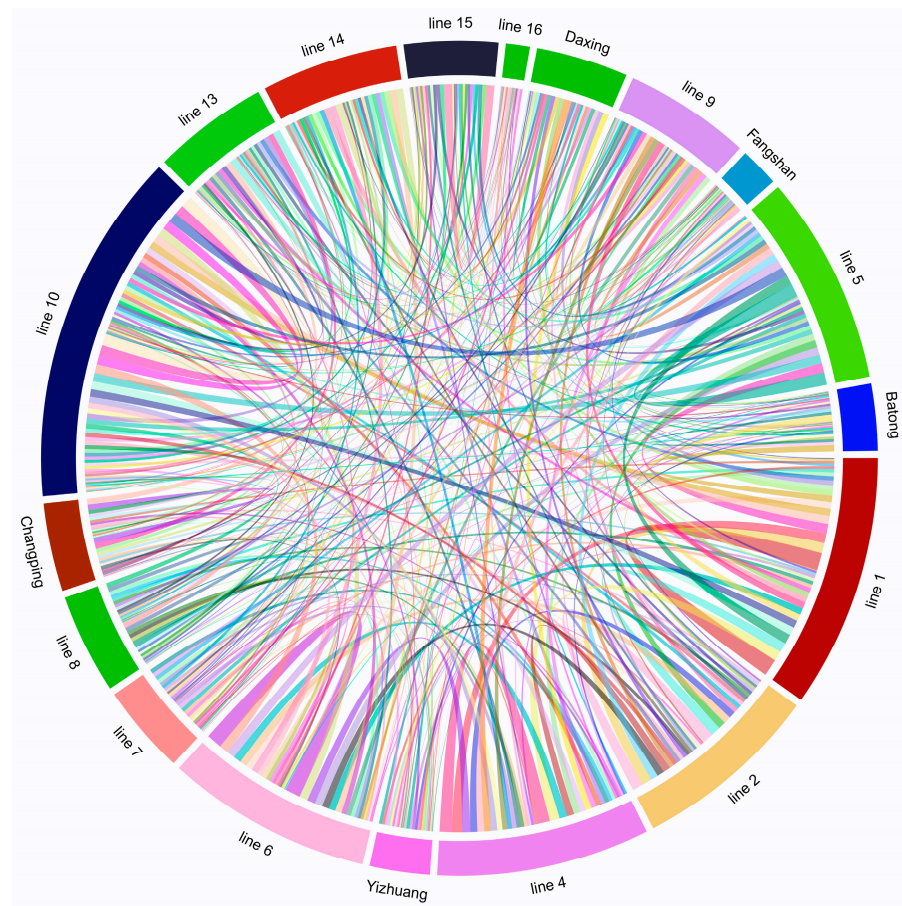 line 15
line 16
Daxing
line 9
Fangshan
line 5
Batong
line 1
line 2
line 4
Yizhuang
line 6
line 7
line 8
Changping
line 10
line 13
line 14